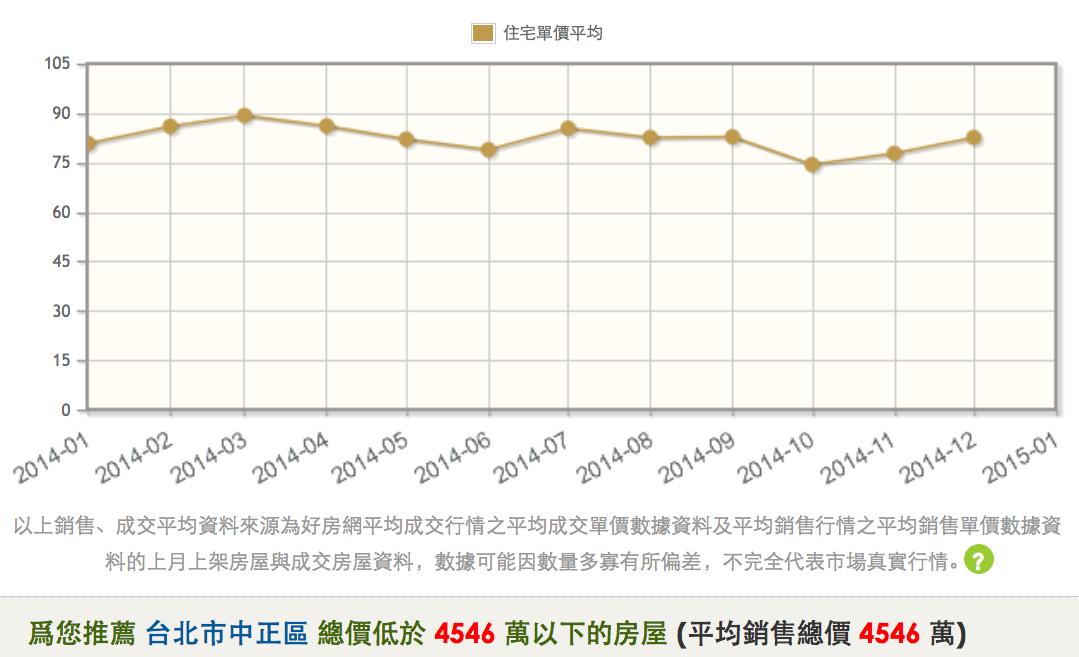 住宅單價平均
105
90
75
60
45
30
15
0
2014-01 2014-02 2014-03 2014-04 2014-05 2014-06 2014-07 2014-08 2014-09 2014-10 2014-11 2014-12 2015-01
以上銷售、成交平均資料來源為好房網平均成交行情之平均成交單價數據資料及平均銷售行情之平均銷售單價數據資
料的上月上架房屋與成交房屋資料，數據可能因數量多寡有所偏差，不完全代表市場真實行情。?
爲您推薦 台北市中正區 總價低於 4546 萬以下的房屋 (平均銷售總價 4546 萬)